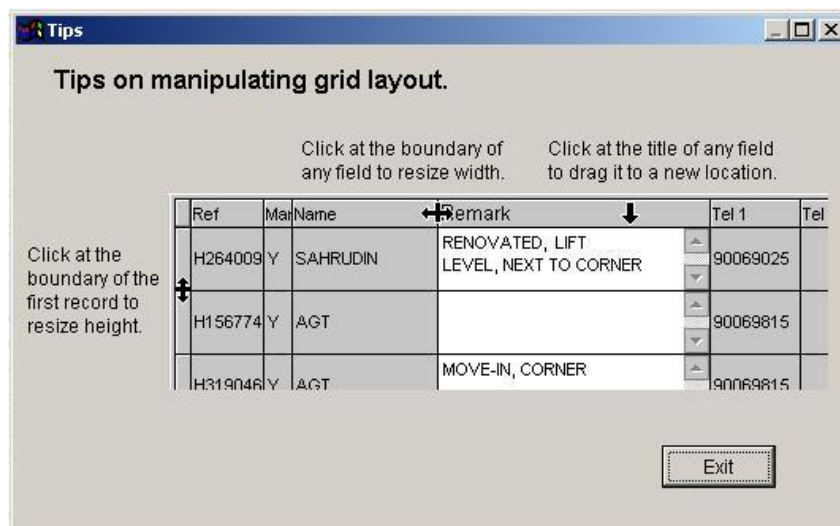 Tips
Tips on manipulating grid layout.
Click at the boundary of
any field to resize width.
Click at the title of any field
to drag it to a new location.
Click at the
boundary of the
first record to
resize height.
Ref Mar Name Remark Tel 1 Tel
H264009 Y SAHRUDIN RENOVATED, LIFT
LEVEL, NEXT TO CORNER 90069025
H156774 Y AGT 90069815
H319046 Y AGT MOVE-IN, CORNER 90069815
Exit